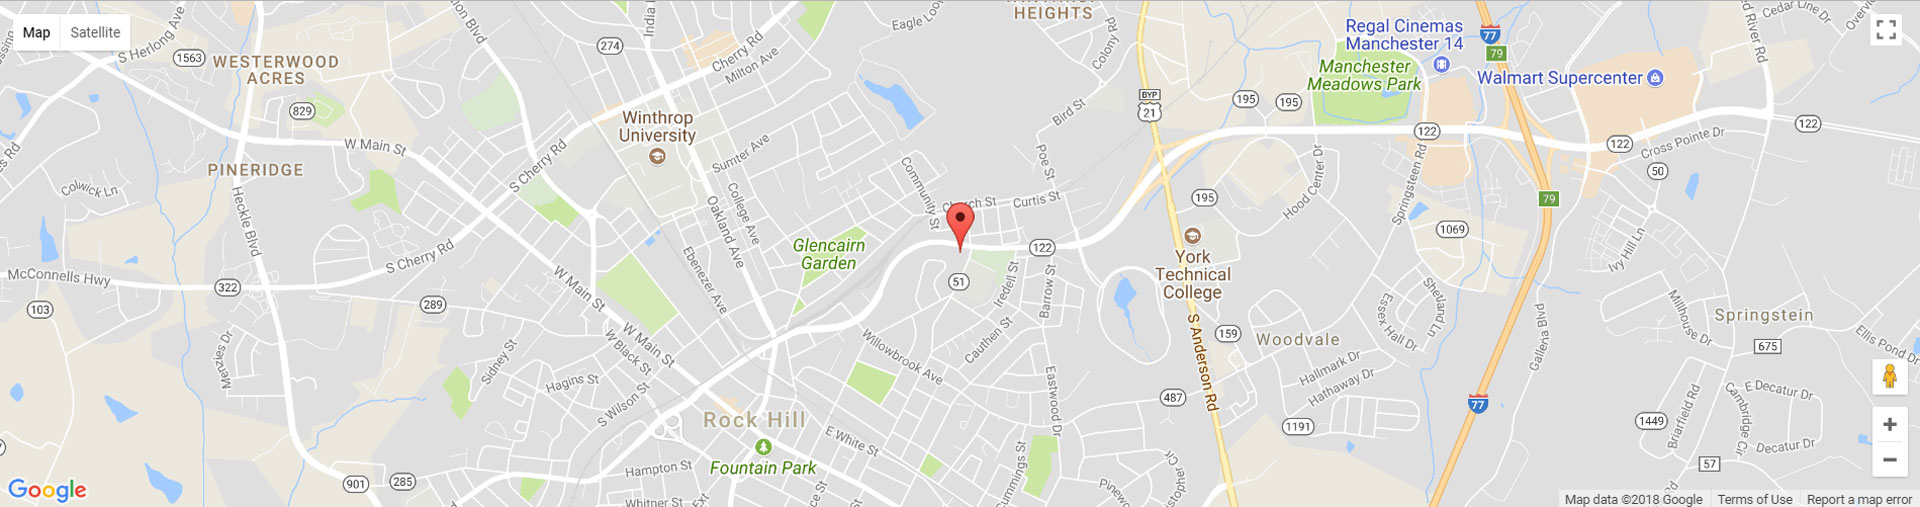 Map
Satellite
S Herlong Ave
1563
WESTERWOOD
ACRES
829
PINERIDGE
Colwick Ln
W Main St
Heckle Blvd
McConnells Hwy
322
103
S Cherry Rd
289
Menzies Dr
901
285
274
Cherry Rd
Milton Ave
Winthrop
University
S Cherry Rd
Sumter Ave
College Ave
Oakland Ave
Ebenezer Ave
W Main St
W Main St
W Black St
Sidney St
Hagins St
S Wilson St
Hampton St
Whitner St
Rock Hill
Fountain Park
E White St
Glencairn
Garden
Community St
Church St
Curtis St
Poe St
Bird St
Colony Rd
HEIGHTS
122
51
Iredell St
Barrow St
Cauthen St
Willowbrook Ave
Eastwood Dr
Cummings St
BYP
21
195
195
195
York
Technical
College
S Anderson Rd
159
Woodvale
487
1191
Hallmark Dr
Hathaway Dr
Essex Hall Dr
Shetland Ln
Hood Center Dr
Springsteen Rd
1069
Regal Cinemas
Manchester 14
Manchester
Meadows Park
77
79
Walmart Supercenter
122
122
122
Cross Pointe Dr
50
79
77
Galleria Blvd
Ivy Hill Ln
Millhouse Dr
Springstein
675
Ellis Pond Dr
1449
Briarfield Rd
E Decatur Dr
Cambridge Cir
Decatur Dr
57
Cedar Line Dr
Google
Map data ©2018 Google
Terms of Use
Report a map error